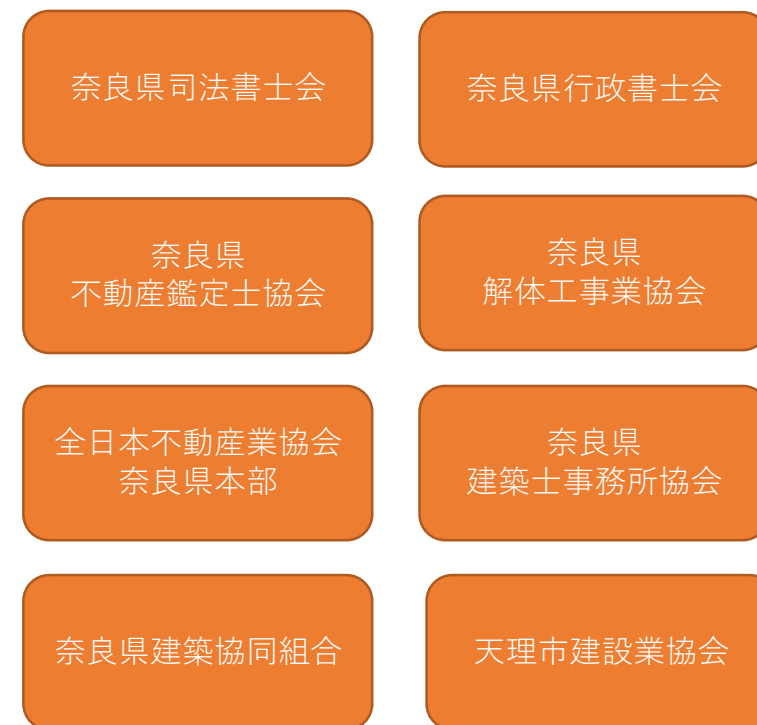 奈良県司法書士会
奈良県行政書士会
奈良県
不動産鑑定士協会
奈良県
解体工事業協会
全日本不動産業協会
奈良県本部
奈良県
建築士事務所協会
奈良県建築協同組合
天理市建設業協会